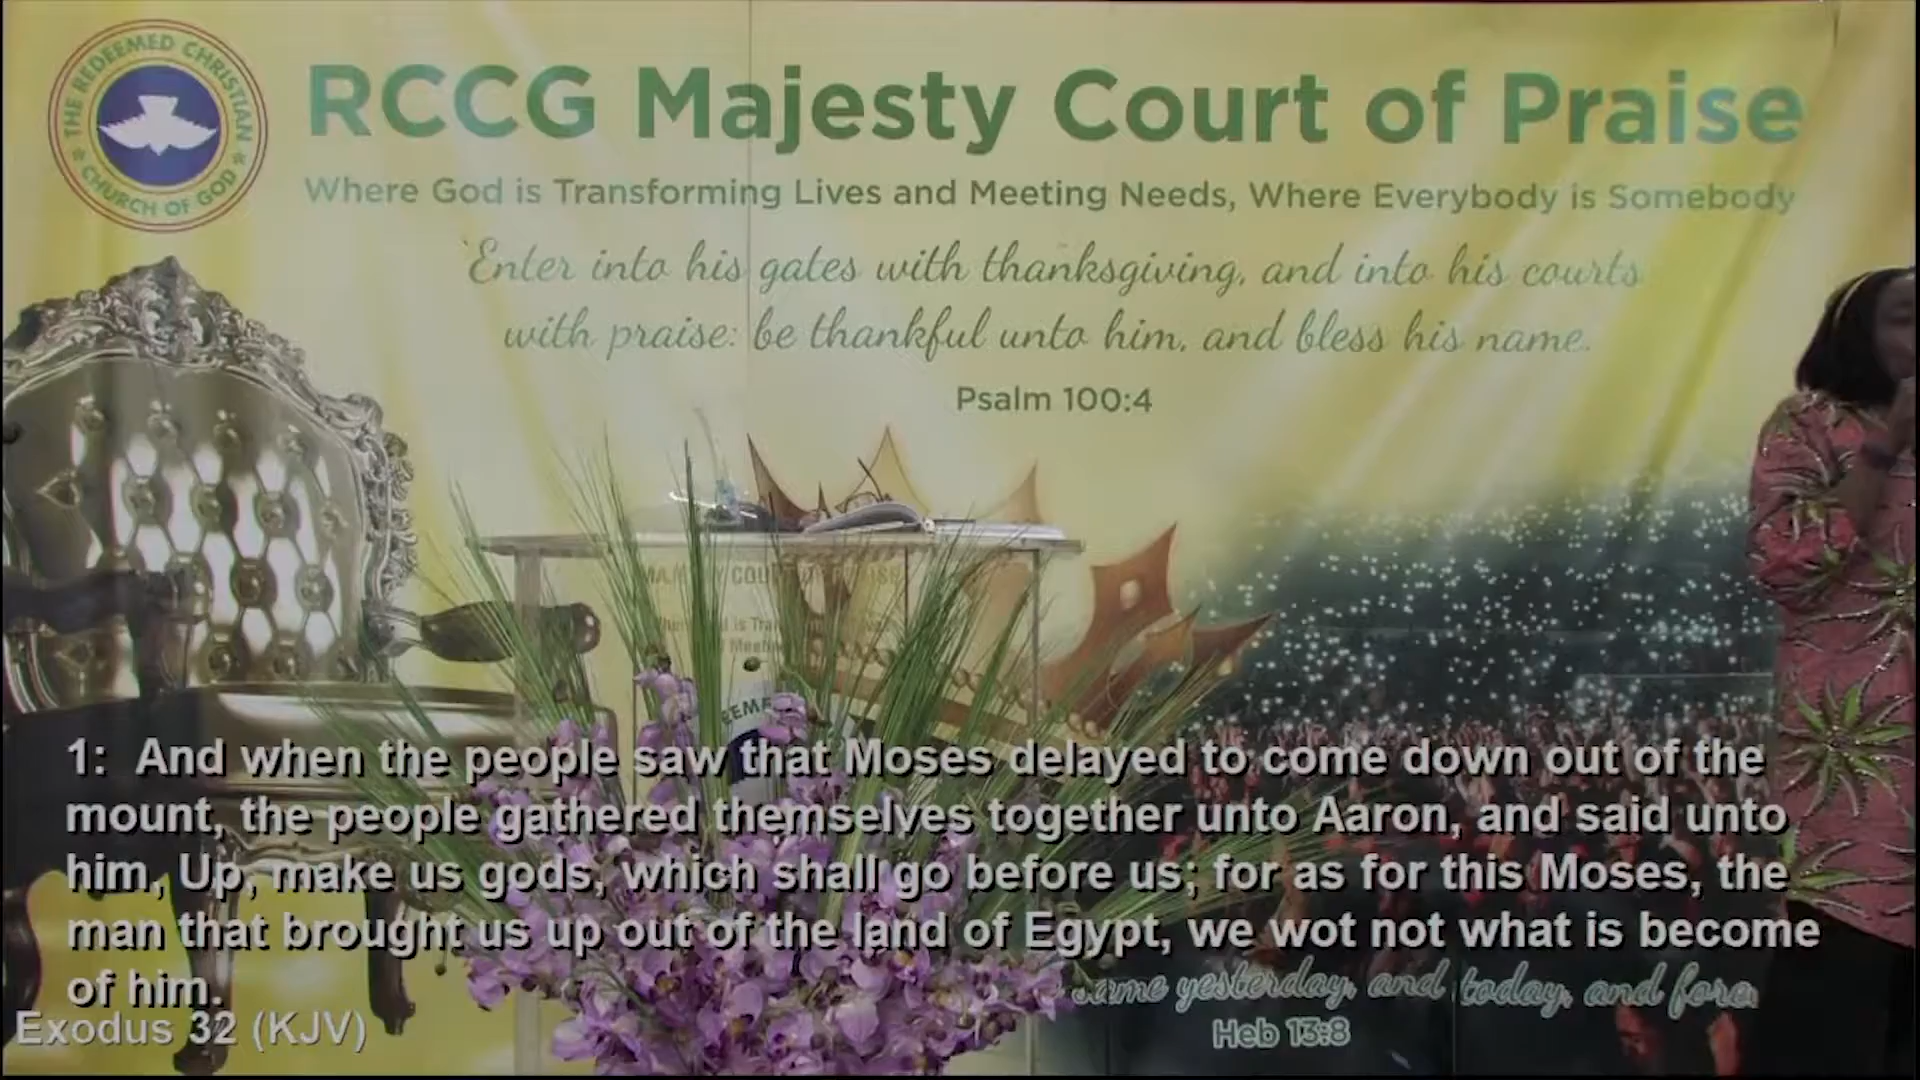 THE REDEEMED CHRISTIAN
CHURCH OF GOD
RCCG Majesty Court of Praise
Where God is Transforming Lives and Meeting Needs, Where Everybody is Somebody
'Enter into his gates with thanksgiving, and into his courts
with praise: be thankful unto him, and bless his name.
Psalm 100:4
1: And when the people saw that Moses delayed to come down out of the
mount, the people gathered themselves together unto Aaron, and said unto
him, Up, make us gods, which shall go before us; for as for this Moses, the
man that brought us up out of the land of Egypt, we wot not what is become
of him.
yesterday, and today, and
Heb 13:8
Exodus 32 (KJV)